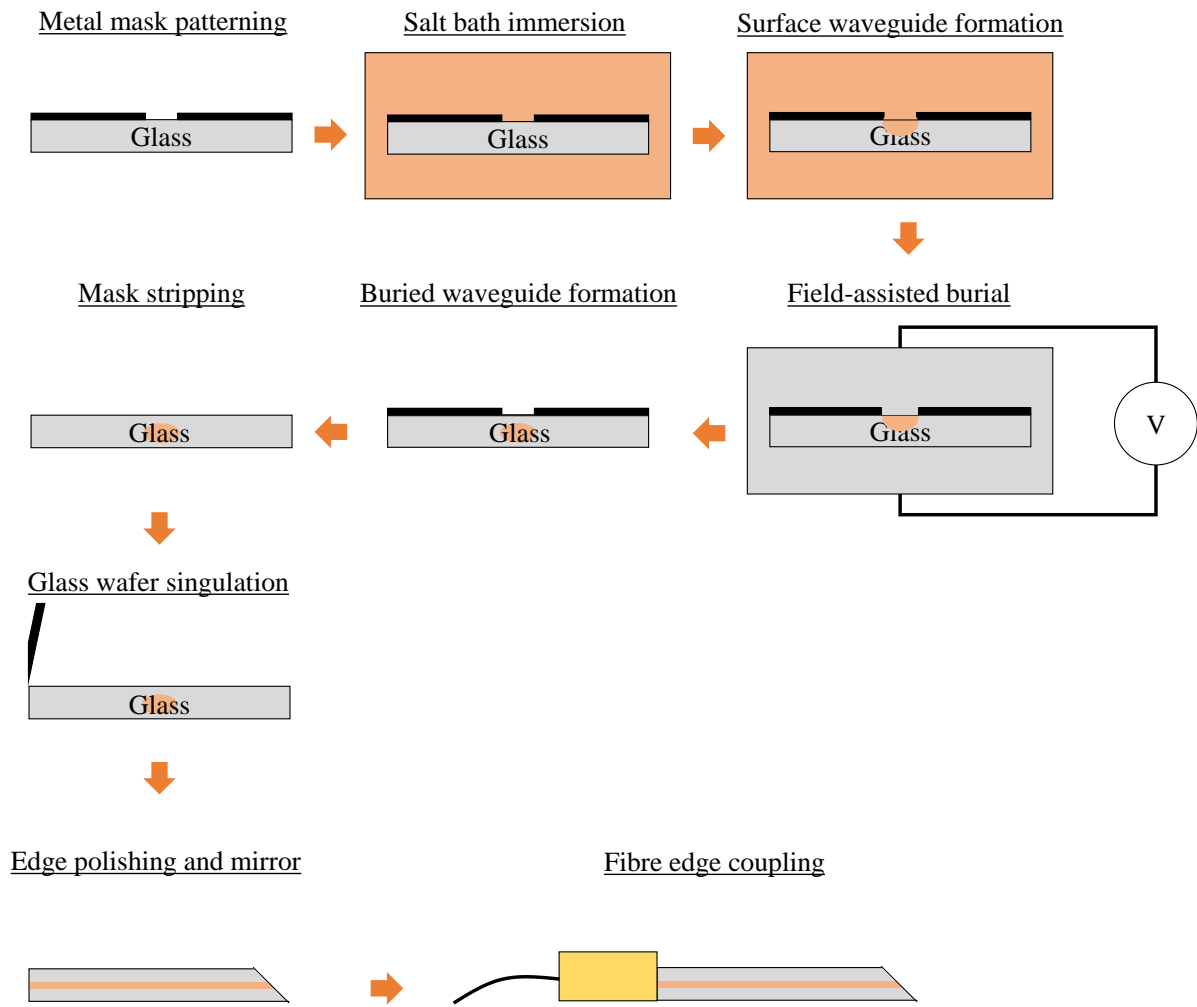 Metal mask patterning
Salt bath immersion
Surface waveguide formation
Glass
Glass
Glass
Mask stripping
Buried waveguide formation
Field-assisted burial
Glass
Glass
Glass
V
Glass wafer singulation
Glass
Edge polishing and mirror
Fibre edge coupling